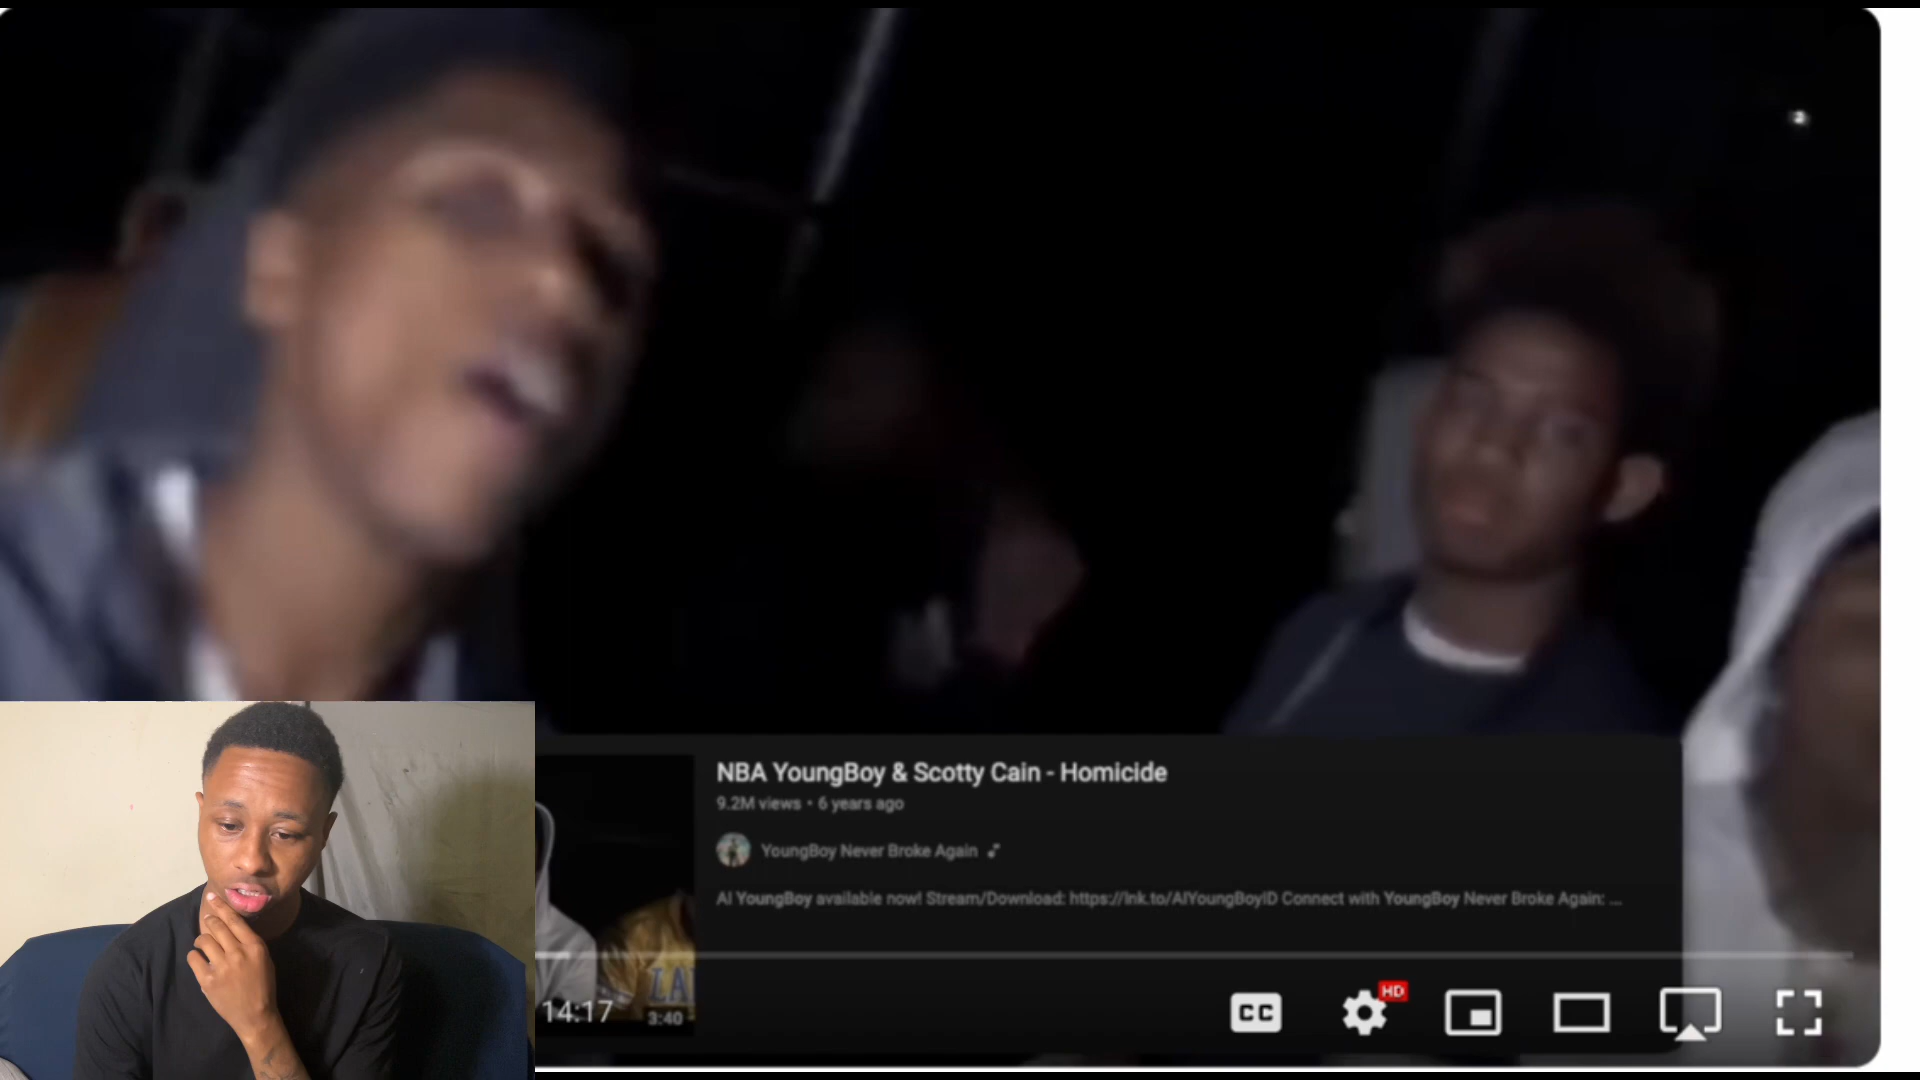 NBA YoungBoy & Scotty Cain - Homicide
9.2M views • 6 years ago
YoungBoy Never Broke Again
AI YoungBoy available now! Stream/Download: https://lnk.to/AIYoungBoyID Connect with YoungBoy Never Broke Again: ...
LA
14:17
3:40
CC
HD